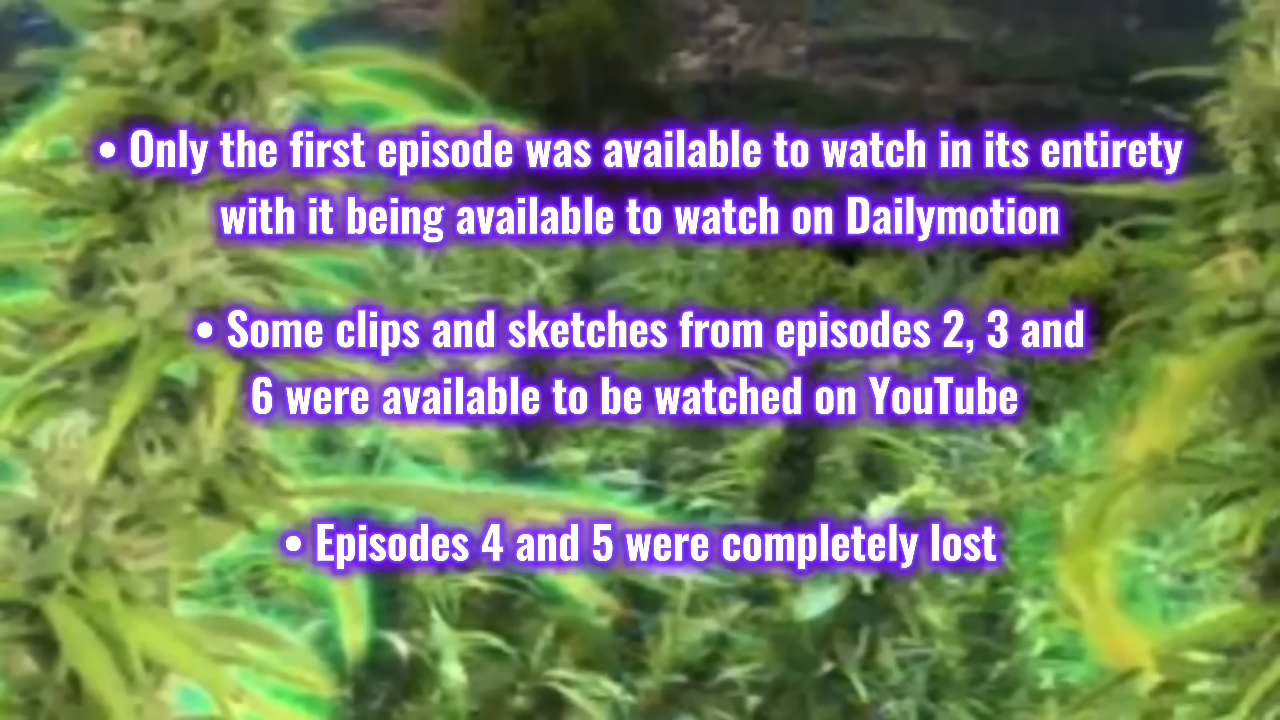 • Only the first episode was available to watch in its entirety
with it being available to watch on Dailymotion
• Some clips and sketches from episodes 2, 3 and
6 were available to be watched on YouTube
• Episodes 4 and 5 were completely lost